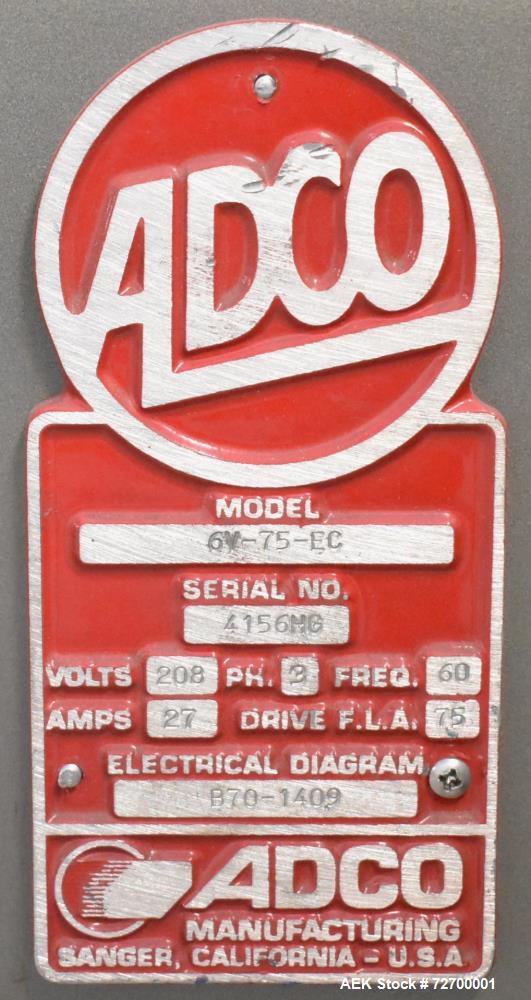 ADCO
MODEL
6V-75-EC
SERIAL NO.
4156MG
VOLTS 208 PH. 3 FREQ. 60
AMPS 27 DRIVE F.L.A. 75
ELECTRICAL DIAGRAM
B70-1409
ADCO
MANUFACTURING
SANGER, CALIFORNIA - U.S.A.
AEK Stock # 72700001